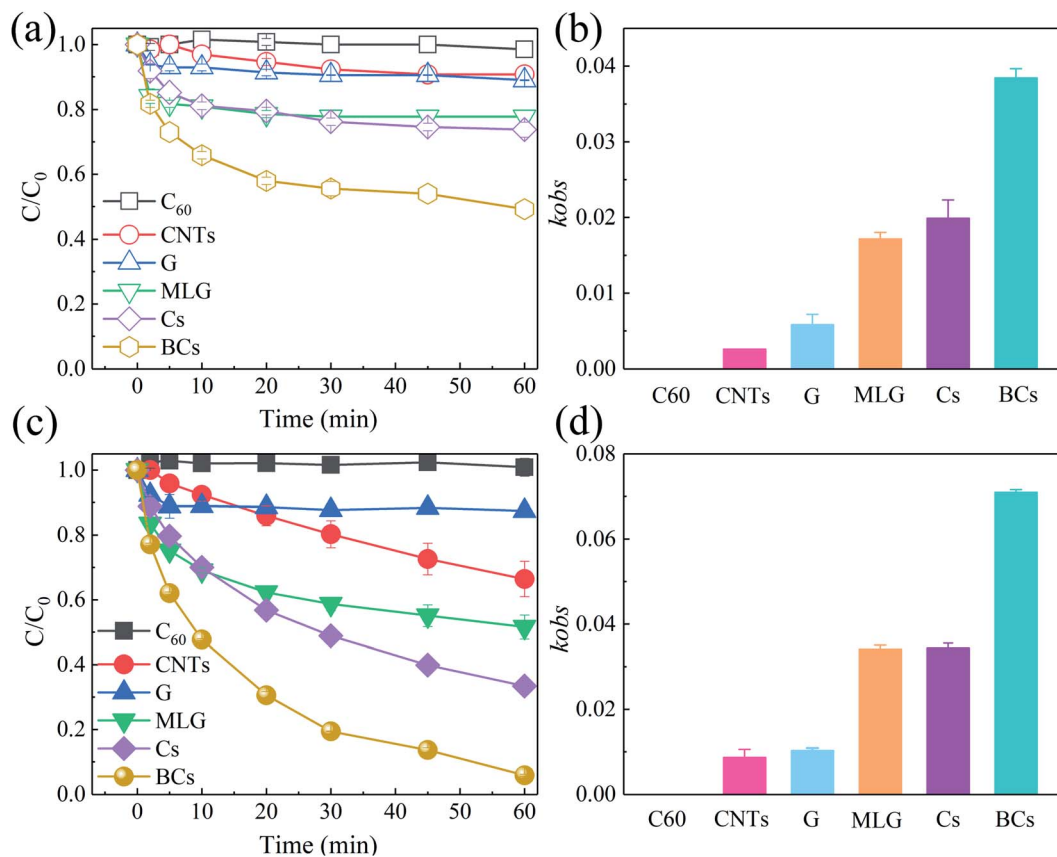 (a)
1.0
0.8
0.6
0.4
0.2
0.0
C/C₀
C₆₀
CNTs
G
MLG
Cs
BCs
0 10 20 30 40 50 60
Time (min)
(b)
0.04
0.03
0.02
0.01
0.00
kobs
C60 CNTs G MLG Cs BCs
(c)
1.0
0.8
0.6
0.4
0.2
0.0
C/C₀
C₆₀
CNTs
G
MLG
Cs
BCs
0 10 20 30 40 50 60
Time (min)
(d)
0.08
0.06
0.04
0.02
0.00
kobs
C60 CNTs G MLG Cs BCs